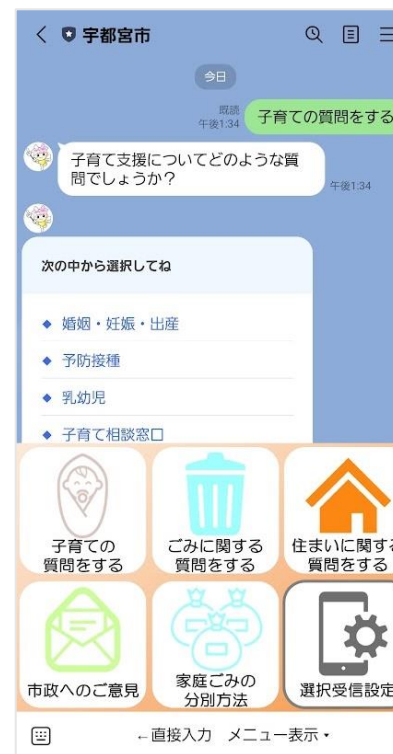 宇都宮市
今日
既読
午後1:34
子育ての質問をする
子育て支援についてどのような質
問でしょうか？
午後1:34
次の中から選択してね
婚姻・妊娠・出産
予防接種
乳幼児
子育て相談窓口
子育ての
質問をする
ごみに関する
質問をする
住まいに関する
質問をする
市政へのご意見
家庭ごみの
分別方法
選択受信設定
←直接入力 メニュー表示▾